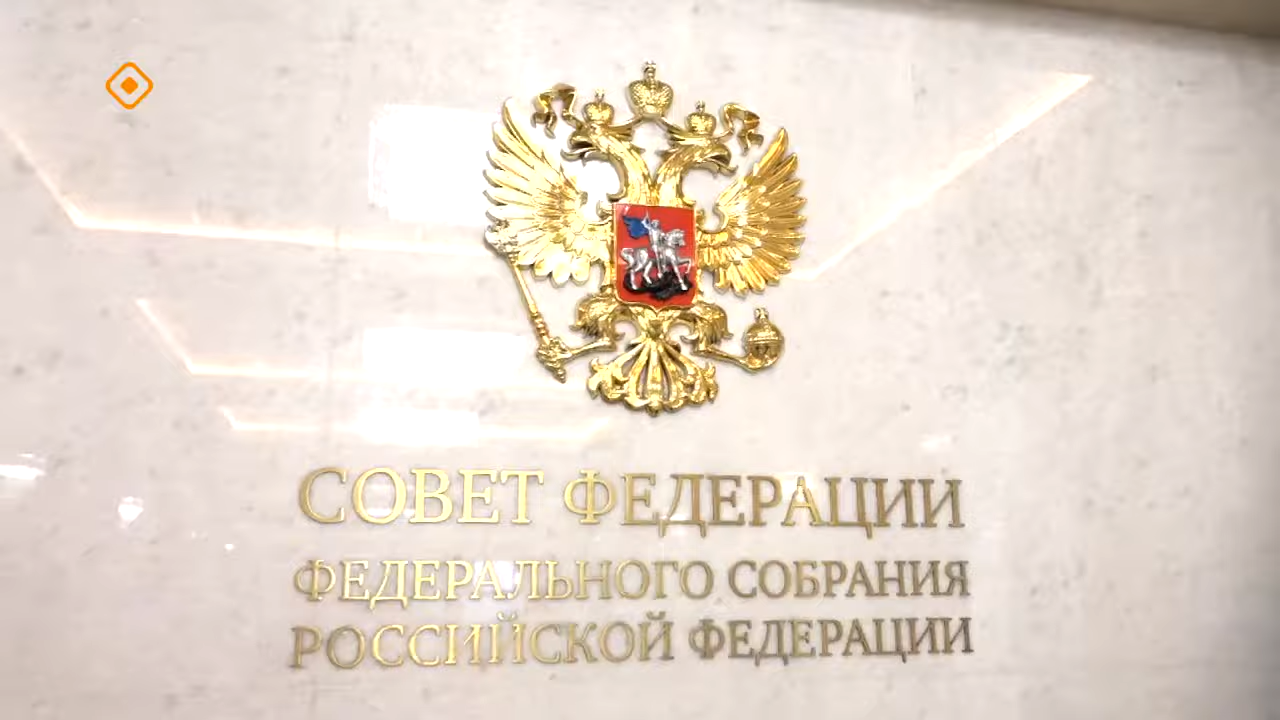 СОВЕТ ФЕДЕРАЦИИ
ФЕДЕРАЛЬНОГО СОБРАНИЯ
РОССИЙСКОЙ ФЕДЕРАЦИИ